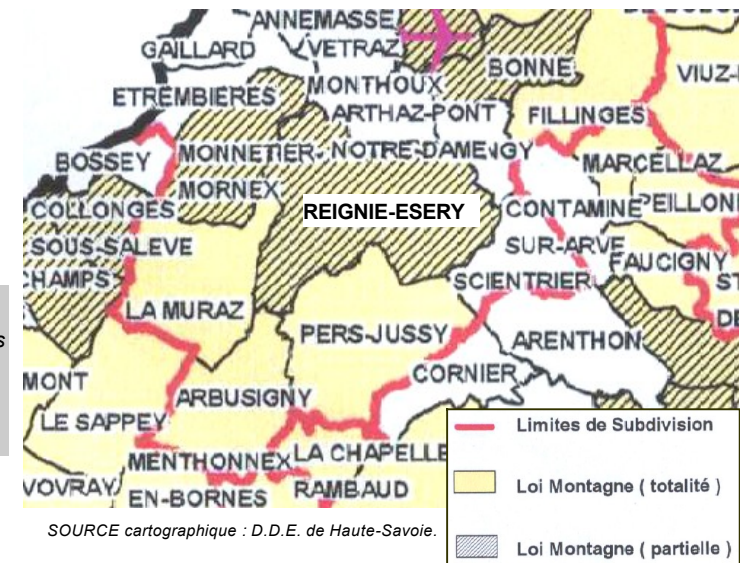 ANNEMASSE
GAILLARD
VETRAZ
BONNE
VIUZ-
MONTHOUX
ETREMBIERES
ARTHAZ-PONT
FILLINGES
BOSSEY
MONNETIER-
NOTRE-DAME
NGY
MARCELLAZ
MORNEX
COLLONGES
REIGNIE-ESERY
CONTAMINE
PEILLON
SOUS-SALEVE
SUR-ARVE
FAUCIGNY
CHAMPS
SCIENTRIER
ST
LA MURAZ
DE
PERS-JUSSY
ARENTHON
MONT
CORNIER
ARBUSIGNY
LE SAPPEY
MENTHONNEX
LA CHAPELLE
VOVRAY
EN-BORNES
RAMBAUD
s
Limites de Subdivision
Loi Montagne ( totalité )
Loi Montagne ( partielle )
SOURCE cartographique : D.D.E. de Haute-Savoie.